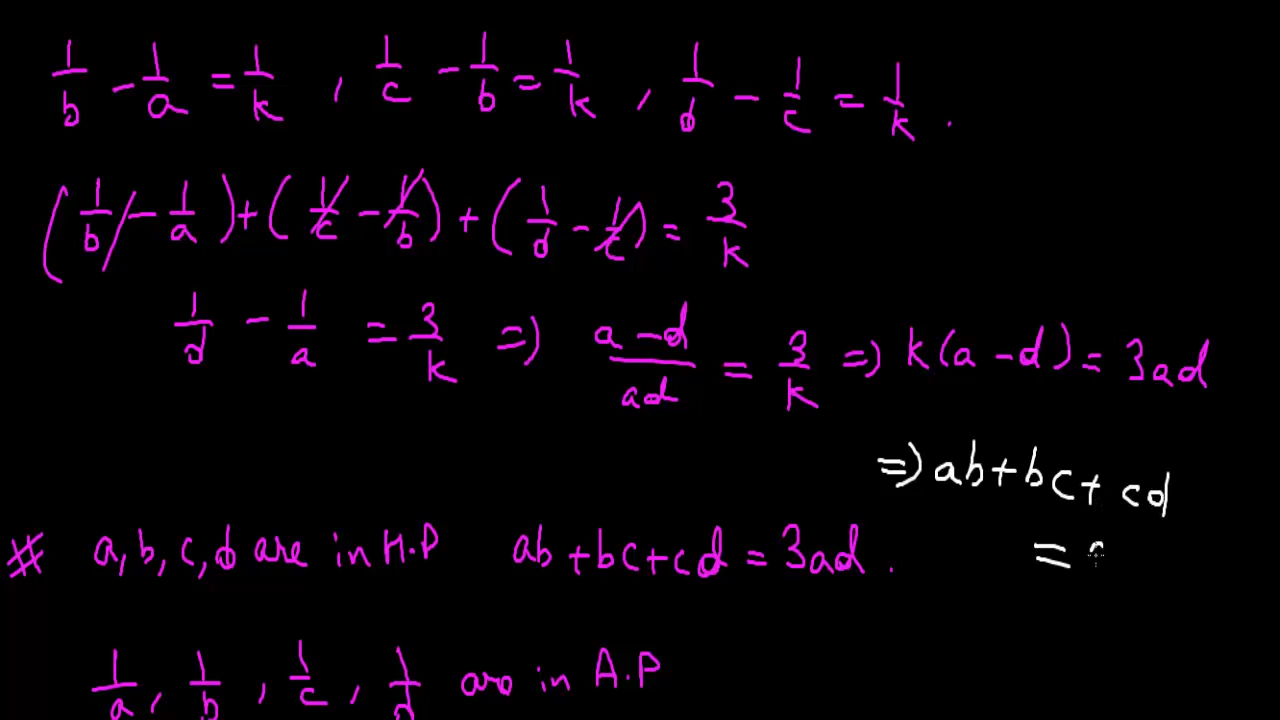 1/b - 1/a = 1/k , 1/c - 1/b = 1/k , 1/d - 1/c = 1/k .
(1/b - 1/a) + (1/c - 1/b) + (1/d - 1/c) = 3/k
1/d - 1/a = 3/k => a-d/ad = 3/k => k(a-d) = 3ad
=> ab+bc+cd
=
# a, b, c, d are in H.P ab+bc+cd = 3ad .
1/a , 1/b , 1/c , 1/d are in A.P